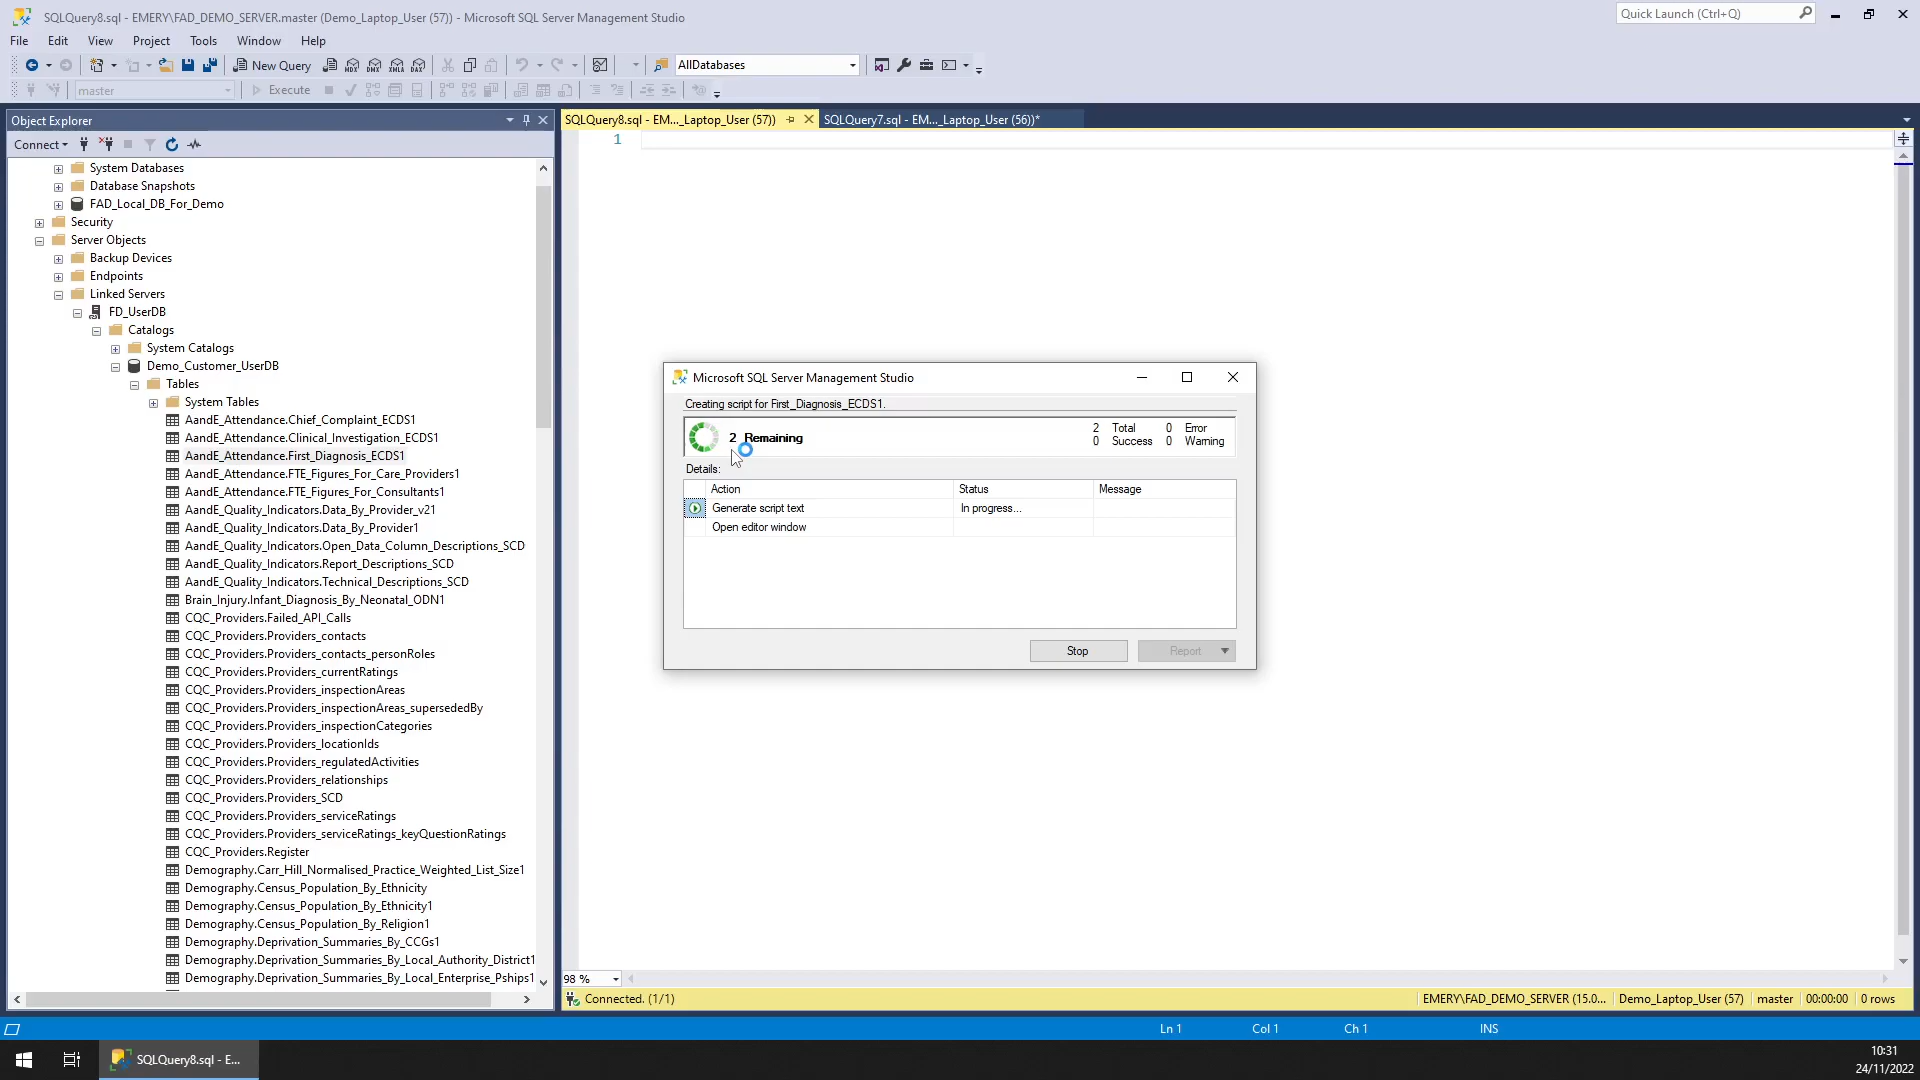 SQLQuery8.sql - EMERY\FAD_DEMO_SERVER.master (Demo_Laptop_User (57)) - Microsoft SQL Server Management Studio
Quick Launch (Ctrl+Q)
File Edit View Project Tools Window Help
New Query
AllDatabases
master
Execute
Object Explorer
SQLQuery8.sql - EM..._Laptop_User (57))
SQLQuery7.sql - EM..._Laptop_User (56))*
Connect
1
System Databases
Database Snapshots
FAD_Local_DB_For_Demo
Security
Server Objects
Backup Devices
Endpoints
Linked Servers
FD_UserDB
Catalogs
System Catalogs
Demo_Customer_UserDB
Tables
System Tables
AandE_Attendance.Chief_Complaint_ECDS1
AandE_Attendance.Clinical_Investigation_ECDS1
AandE_Attendance.First_Diagnosis_ECDS1
AandE_Attendance.FTE_Figures_For_Care_Providers1
AandE_Attendance.FTE_Figures_For_Consultants1
AandE_Quality_Indicators.Data_By_Provider_v21
AandE_Quality_Indicators.Data_By_Provider1
AandE_Quality_Indicators.Open_Data_Column_Descriptions_SCD
AandE_Quality_Indicators.Report_Descriptions_SCD
AandE_Quality_Indicators.Technical_Descriptions_SCD
Brain_Injury.Infant_Diagnosis_By_Neonatal_ODN1
CQC_Providers.Failed_API_Calls
CQC_Providers.Providers_contacts
CQC_Providers.Providers_contacts_personRoles
CQC_Providers.Providers_currentRatings
CQC_Providers.Providers_inspectionAreas
CQC_Providers.Providers_inspectionAreas_supersededBy
CQC_Providers.Providers_inspectionCategories
CQC_Providers.Providers_locationIds
CQC_Providers.Providers_regulatedActivities
CQC_Providers.Providers_relationships
CQC_Providers.Providers_SCD
CQC_Providers.Providers_serviceRatings
CQC_Providers.Providers_serviceRatings_keyQuestionRatings
CQC_Providers.Register
Demography.Carr_Hill_Normalised_Practice_Weighted_List_Size1
Demography.Census_Population_By_Ethnicity
Demography.Census_Population_By_Ethnicity1
Demography.Census_Population_By_Religion1
Demography.Deprivation_Summaries_By_CCGs1
Demography.Deprivation_Summaries_By_Local_Authority_District1
Demography.Deprivation_Summaries_By_Local_Enterprise_Pships1
Microsoft SQL Server Management Studio
Creating script for First_Diagnosis_ECDS1.
2 Remaining
2 Total 0 Error
0 Success 0 Warning
Details:
Action Status Message
Generate script text In progress...
Open editor window
Stop Report
98 %
Connected. (1/1)
EMERY\FAD_DEMO_SERVER (15.0... Demo_Laptop_User (57) master 00:00:00 0 rows
Ln 1 Col 1 Ch 1 INS
SQLQuery8.sql - E...
10:31
24/11/2022